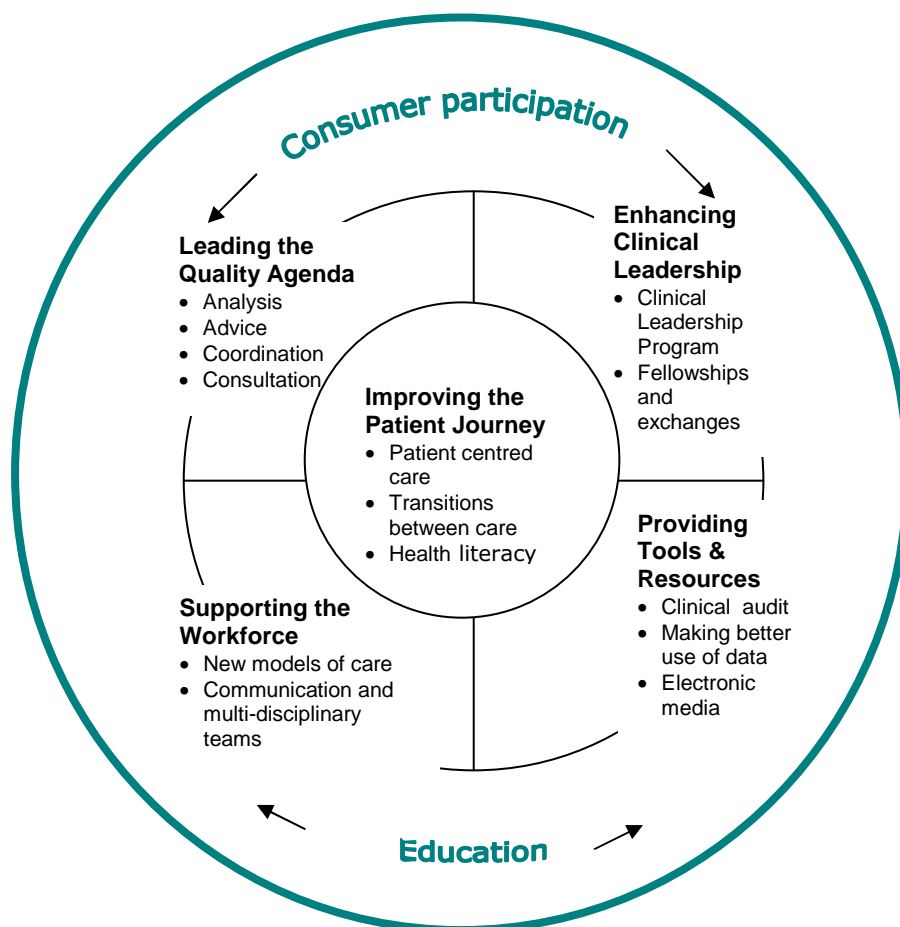 Consumer participation
Leading the
Quality Agenda
• Analysis
• Advice
• Coordination
• Consultation
Enhancing
Clinical
Leadership
• Clinical
Leadership
Program
• Fellowships
and
exchanges
Improving the
Patient Journey
• Patient centred
care
• Transitions
between care
• Health literacy
Supporting the
Workforce
• New models of care
• Communication and
multi-disciplinary
teams
Providing
Tools &
Resources
• Clinical audit
• Making better
use of data
• Electronic
media
Education